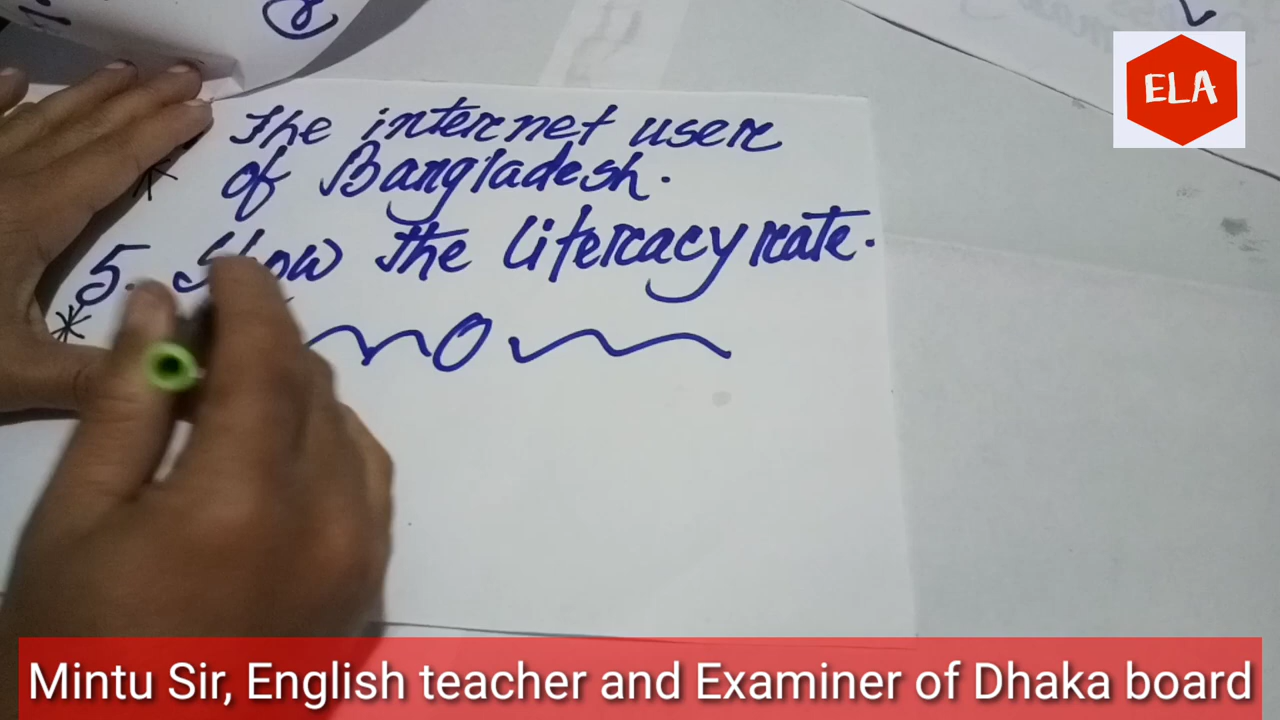 The internet user
of Bangladesh.
5. Show the literacy rate.
ELA
Mintu Sir, English teacher and Examiner of Dhaka board